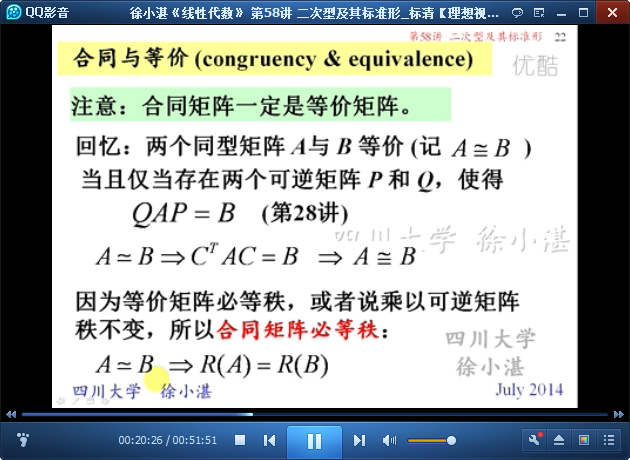 QQ影音
徐小湛《线性代数》 第58讲 二次型及其标准形_标清【理想视...
第58讲 二次型及其标准形 22
优酷
合同与等价 (congruency & equivalence)
注意：合同矩阵一定是等价矩阵。
回忆：两个同型矩阵 A与 B 等价 (记 A ≅ B )
当且仅当存在两个可逆矩阵 P 和 Q，使得
QAP = B (第28讲)
四川大学 徐小湛
A ≃ B ⇒ C^T AC = B ⇒ A ≅ B
因为等价矩阵必等秩，或者说乘以可逆矩阵
秩不变，所以合同矩阵必等秩：
四川大学
徐小湛
A ≃ B ⇒ R(A) = R(B)
四川大学 徐小湛 July 2014
00:20:26 / 00:51:51